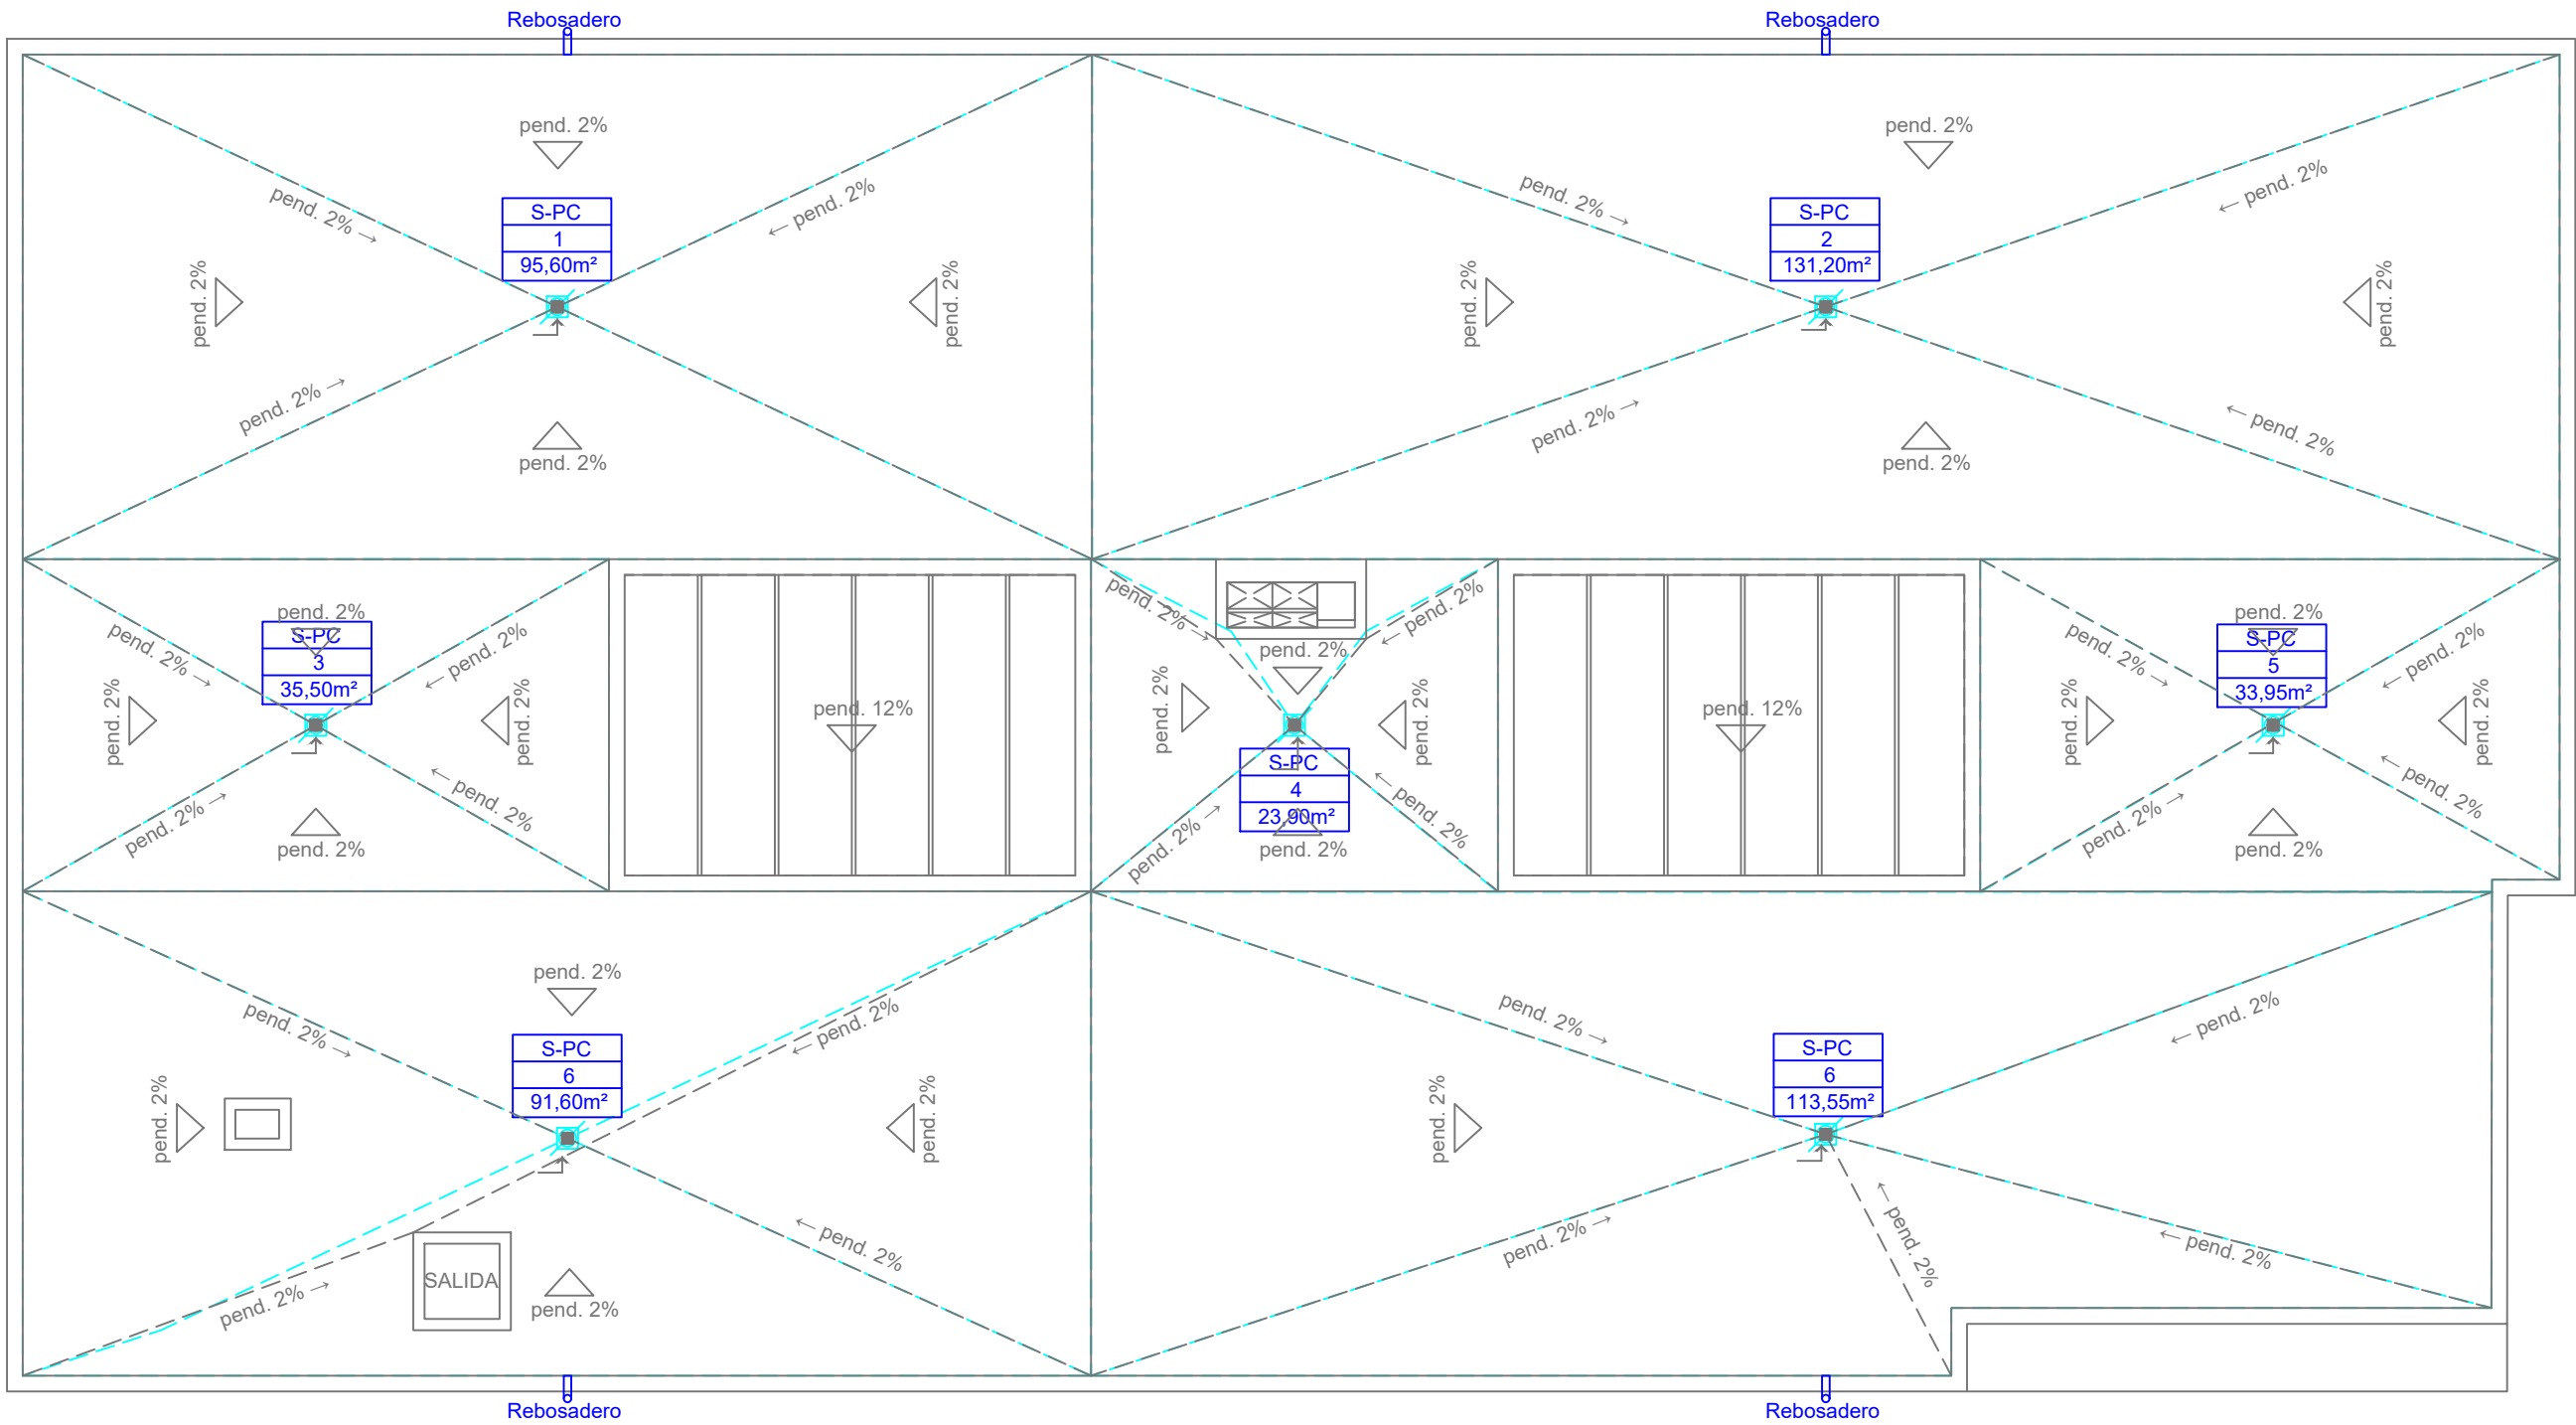 Rebosadero
Rebosadero
pend. 2%
pend. 2%
pend. 2% →
← pend. 2%
pend. 2% →
← pend. 2%
S-PC
1
95,60m²
S-PC
2
131,20m²
pend. 2%
pend. 2%
pend. 2%
pend. 2%
pend. 2% →
pend. 2%
pend. 2% →
pend. 2%
← pend. 2%
pend. 2%
pend. 2% →
← pend. 2%
S-PC
3
35,50m²
pend. 2%
pend. 2%
pend. 2% →
← pend. 2%
pend. 2%
pend. 12%
pend. 2% →
← pend. 2%
pend. 2%
pend. 2%
pend. 2%
S-PC
4
23,90m²
pend. 2% →
← pend. 2%
pend. 2%
pend. 12%
pend. 2%
pend. 2% →
← pend. 2%
S-PC
5
33,95m²
pend. 2%
pend. 2%
pend. 2% →
← pend. 2%
pend. 2%
pend. 2%
pend. 2% →
← pend. 2%
S-PC
6
91,60m²
pend. 2%
pend. 2%
pend. 2% →
← pend. 2%
SALIDA
pend. 2%
pend. 2% →
← pend. 2%
S-PC
6
113,55m²
pend. 2%
pend. 2% →
← pend. 2%
← pend. 2%
Rebosadero
Rebosadero